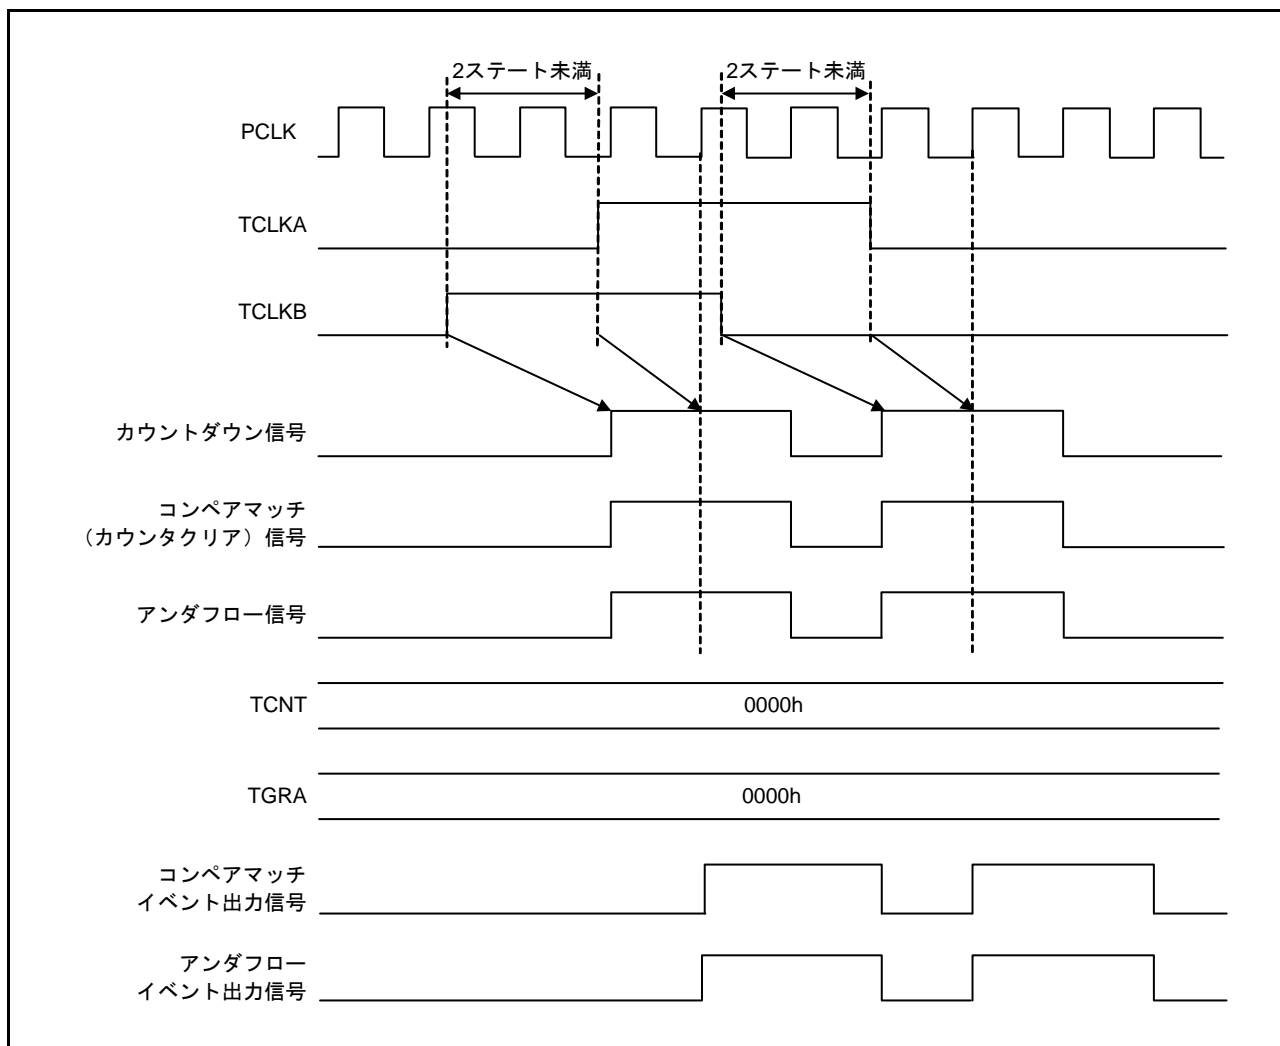 2ステート未満
2ステート未満
PCLK
TCLKA
TCLKB
カウントダウン信号
コンペアマッチ
（カウンタクリア）信号
アンダフロー信号
TCNT
0000h
TGRA
0000h
コンペアマッチ
イベント出力信号
アンダフロー
イベント出力信号